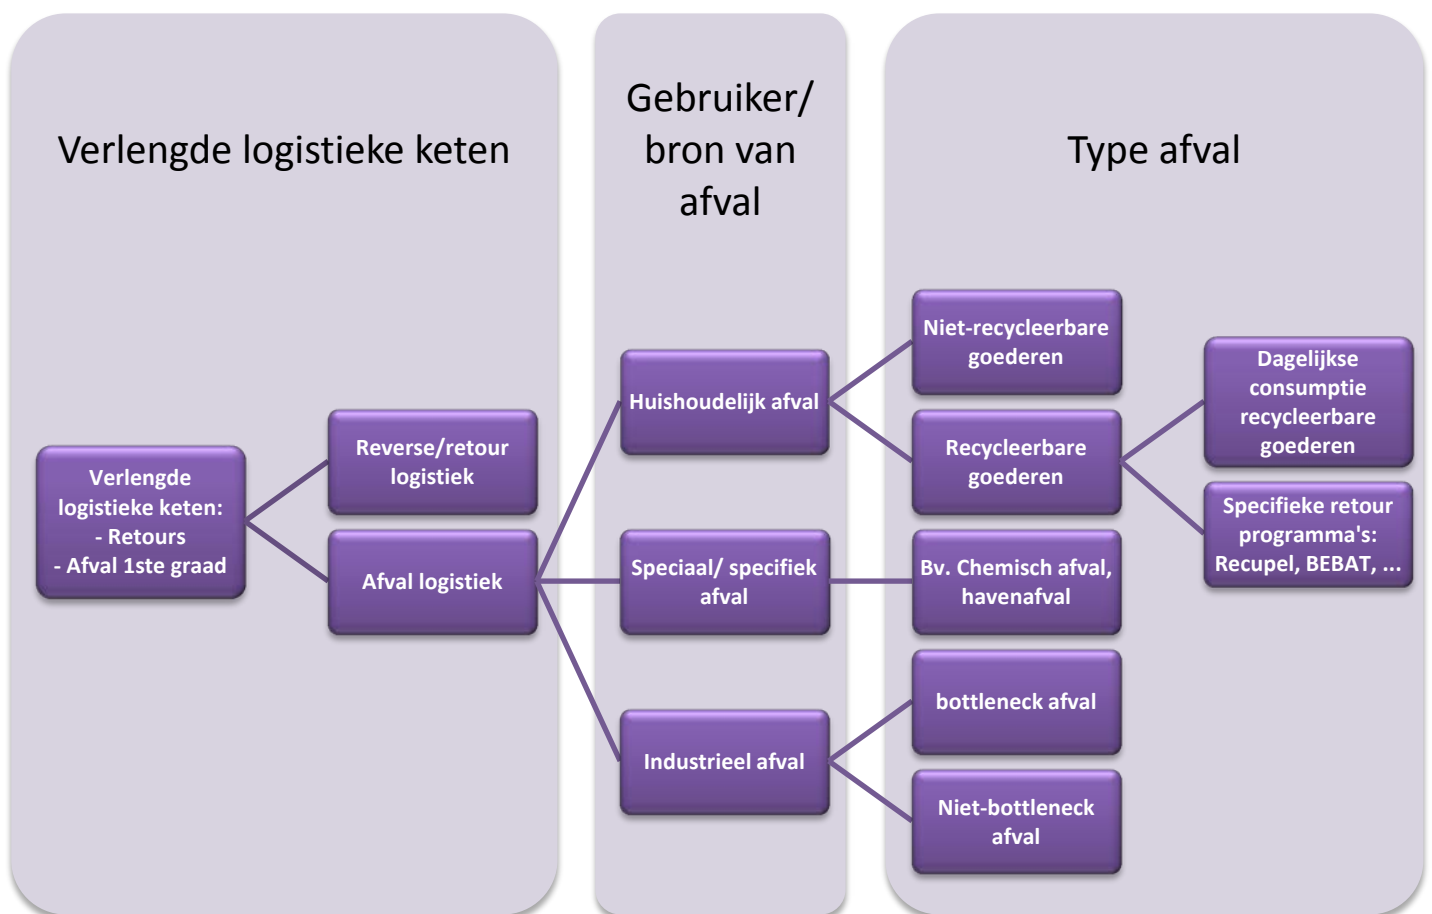 Verlengde logistieke keten
Gebruiker/
bron van
afval
Type afval
Verlengde
logistieke keten:
- Retours
- Afval 1ste graad
Reverse/retour
logistiek
Afval logistiek
Huishoudelijk afval
Speciaal/ specifiek
afval
Industrieel afval
Niet-recycleerbare
goederen
Recycleerbare
goederen
Bv. Chemisch afval,
havenafval
bottleneck afval
Niet-bottleneck
afval
Dagelijkse
consumptie
recycleerbare
goederen
Specifieke retour
programma's:
Recupel, BEBAT, ...